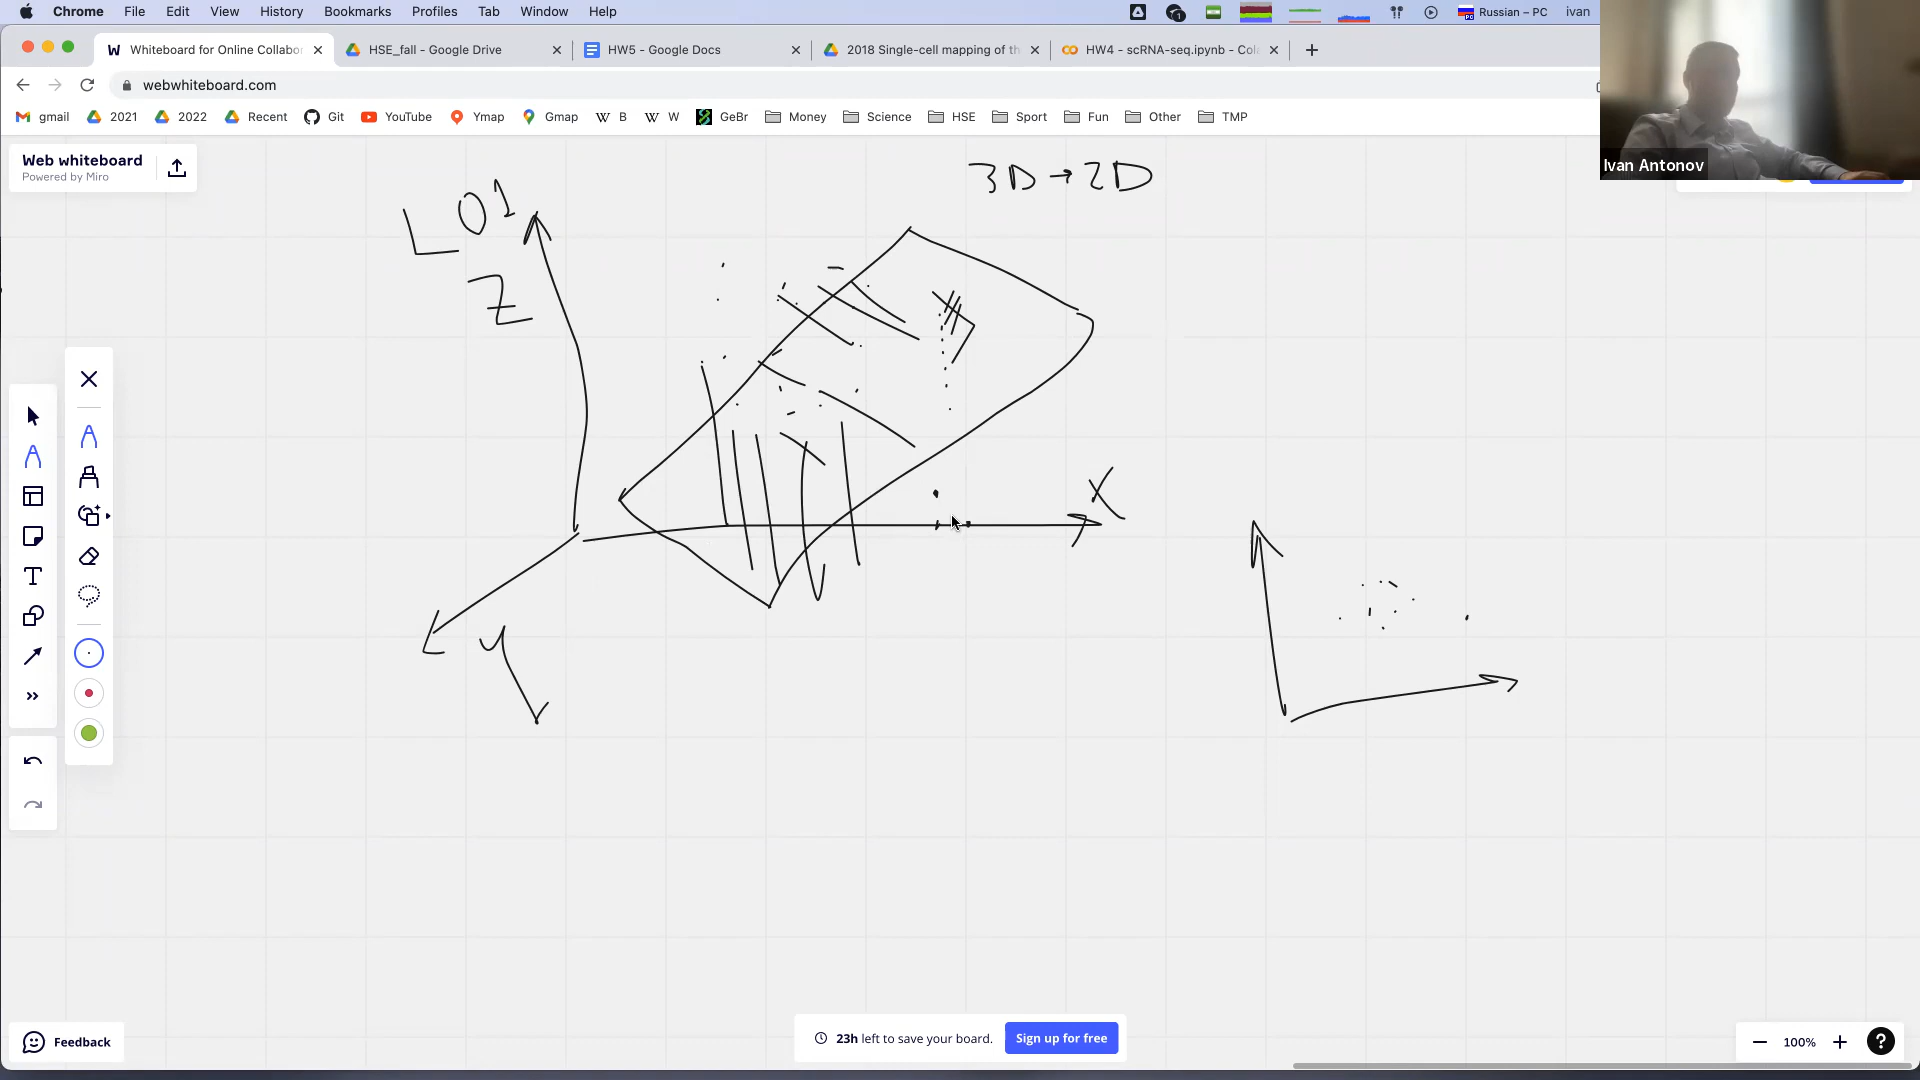 Chrome File Edit View History Bookmarks Profiles Tab Window Help
1
Russian – PC ivan
Whiteboard for Online Collabor
HSE_fall - Google Drive
HW5 - Google Docs
2018 Single-cell mapping of th
HW4 - scRNA-seq.ipynb - Cola
webwhiteboard.com
gmail 2021 2022 Recent Git YouTube Ymap Gmap B W GeBr Money Science HSE Sport Fun Other TMP
Ivan Antonov
Web whiteboard
Powered by Miro
3D → 2D
Z
X
y
Feedback
23h left to save your board.
Sign up for free
100%